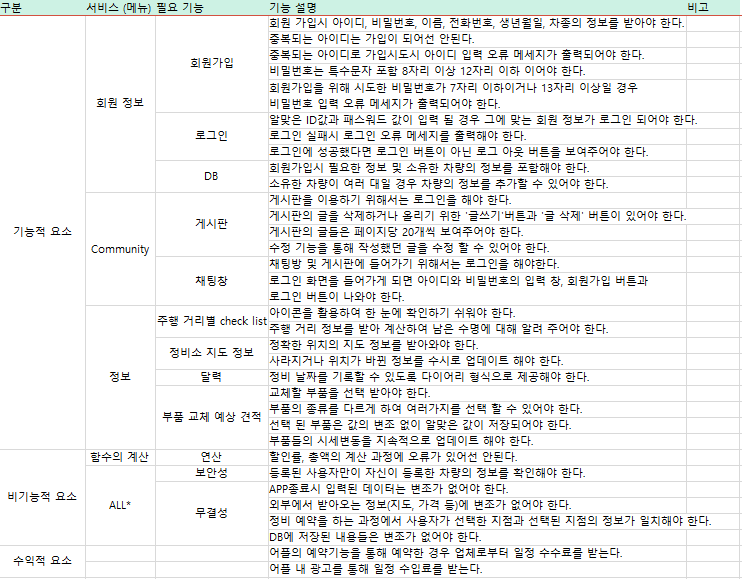 구분 서비스 (메뉴) 필요 기능 기능 설명 비고
회원 가입시 아이디, 비밀번호, 이름, 전화번호, 생년월일, 차종의 정보를 받아야 한다.
중복되는 아이디는 가입이 되어선 안된다.
회원가입 중복되는 아이디로 가입시도시 아이디 입력 오류 메세지가 출력되어야 한다.
비밀번호는 특수문자 포함 8자리 이상 12자리 이하 이어야 한다.
회원 정보 회원가입을 위해 시도한 비밀번호가 7자리 이하이거나 13자리 이상일 경우
비밀번호 입력 오류 메세지가 출력되어야 한다.
알맞은 ID값과 패스워드 값이 입력 될 경우 그에 맞는 회원 정보가 로그인 되어야 한다.
로그인 로그인 실패시 로그인 오류 메세지를 출력해야 한다.
로그인에 성공했다면 로그인 버튼이 아닌 로그 아웃 버튼을 보여주어야 한다.
DB 회원가입시 필요한 정보 및 소유한 차량의 정보를 포함해야 한다.
소유한 차량이 여러 대일 경우 차량의 정보를 추가할 수 있어야 한다.
게시판을 이용하기 위해서는 로그인을 해야 한다.
기능적 요소 게시판 게시판의 글을 삭제하거나 올리기 위한 '글쓰기'버튼과 '글 삭제' 버튼이 있어야 한다.
게시판의 글들은 페이지당 20개씩 보여주어야 한다.
Community 수정 기능을 통해 작성했던 글을 수정 할 수 있어야 한다.
채팅창 채팅방 및 게시판에 들어가기 위해서는 로그인을 해야한다.
로그인 화면을 들어가게 되면 아이디와 비밀번호의 입력 창, 회원가입 버튼과
로그인 버튼이 나와야 한다.
주행 거리별 check list 아이콘을 활용하여 한 눈에 확인하기 쉬워야 한다.
주행 거리 정보를 받아 계산하여 남은 수명에 대해 알려 주어야 한다.
정비소 지도 정보 정확한 위치의 지도 정보를 받아와야 한다.
사라지거나 위치가 바뀐 정보를 수시로 업데이트 해야 한다.
정보 달력 정비 날짜를 기록할 수 있도록 다이어리 형식으로 제공해야 한다.
교체할 부품을 선택 받아야 한다.
부품 교체 예상 견적 부품의 종류를 다르게 하여 여러가지를 선택 할 수 있어야 한다.
선택 된 부품은 값의 변조 없이 알맞은 값이 저장되어야 한다.
부품들의 시세변동을 지속적으로 업데이트 해야 한다.
함수의 계산 연산 할인률, 총액의 계산 과정에 오류가 있어선 안된다.
보안성 등록된 사용자만이 자신이 등록한 차량의 정보를 확인해야 한다.
비기능적 요소 APP종료시 입력된 데이터는 변조가 없어야 한다.
ALL* 무결성 외부에서 받아오는 정보(지도, 가격 등)에 변조가 없어야 한다.
정비 예약을 하는 과정에서 사용자가 선택한 지점과 선택된 지점의 정보가 일치해야 한다.
DB에 저장된 내용들은 변조가 없어야 한다.
수익적 요소 어플의 예약기능을 통해 예약한 경우 업체로부터 일정 수수료를 받는다.
어플 내 광고를 통해 일정 수입료를 받는다.